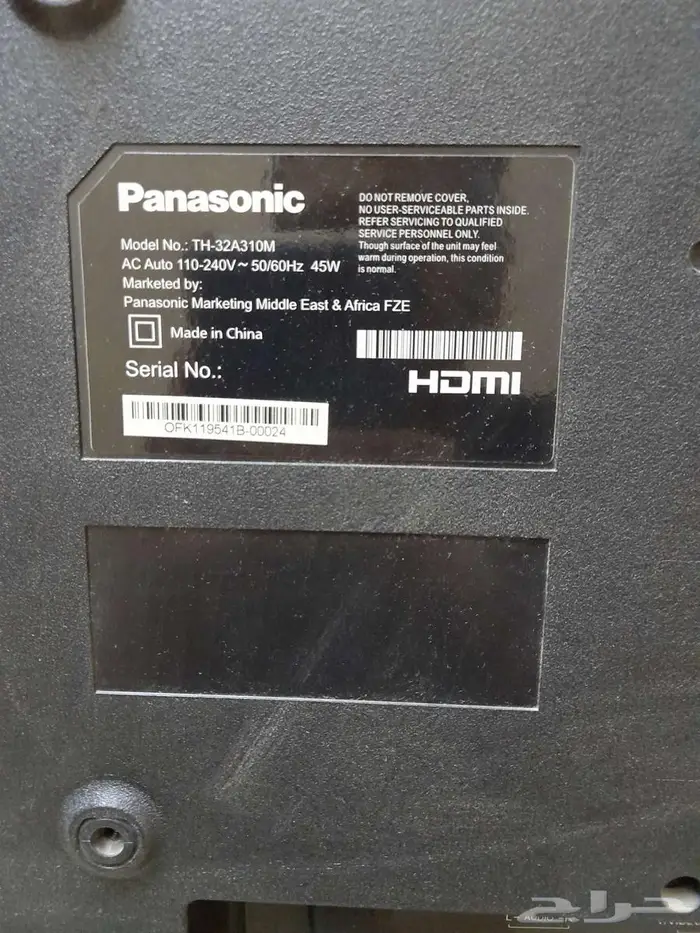 Panasonic
Model No.: TH-32A310M
AC Auto 110-240V ~ 50/60Hz 45W
Marketed by:
Panasonic Marketing Middle East & Africa FZE
Made in China
Serial No.:
OFK119541B-00024
DO NOT REMOVE COVER,
NO USER-SERVICEABLE PARTS INSIDE.
REFER SERVICING TO QUALIFIED
SERVICE PERSONNEL ONLY.
Though surface of the unit may feel
warm during operation, this condition
is normal.
HDMI
حراج
L - AUDIO - R